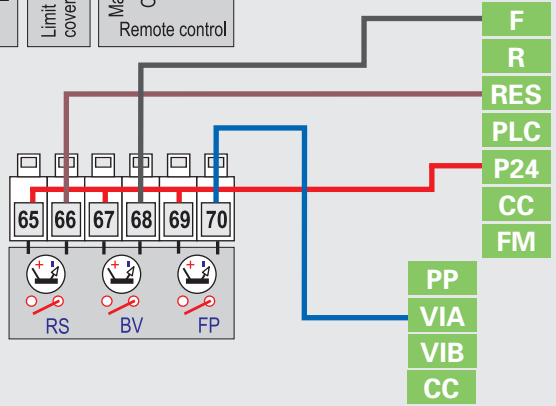 Limit
cover
Ma
Remote control
F
R
RES
PLC
P24
CC
FM
65 66 67 68 69 70
RS BV FP
PP
VIA
VIB
CC